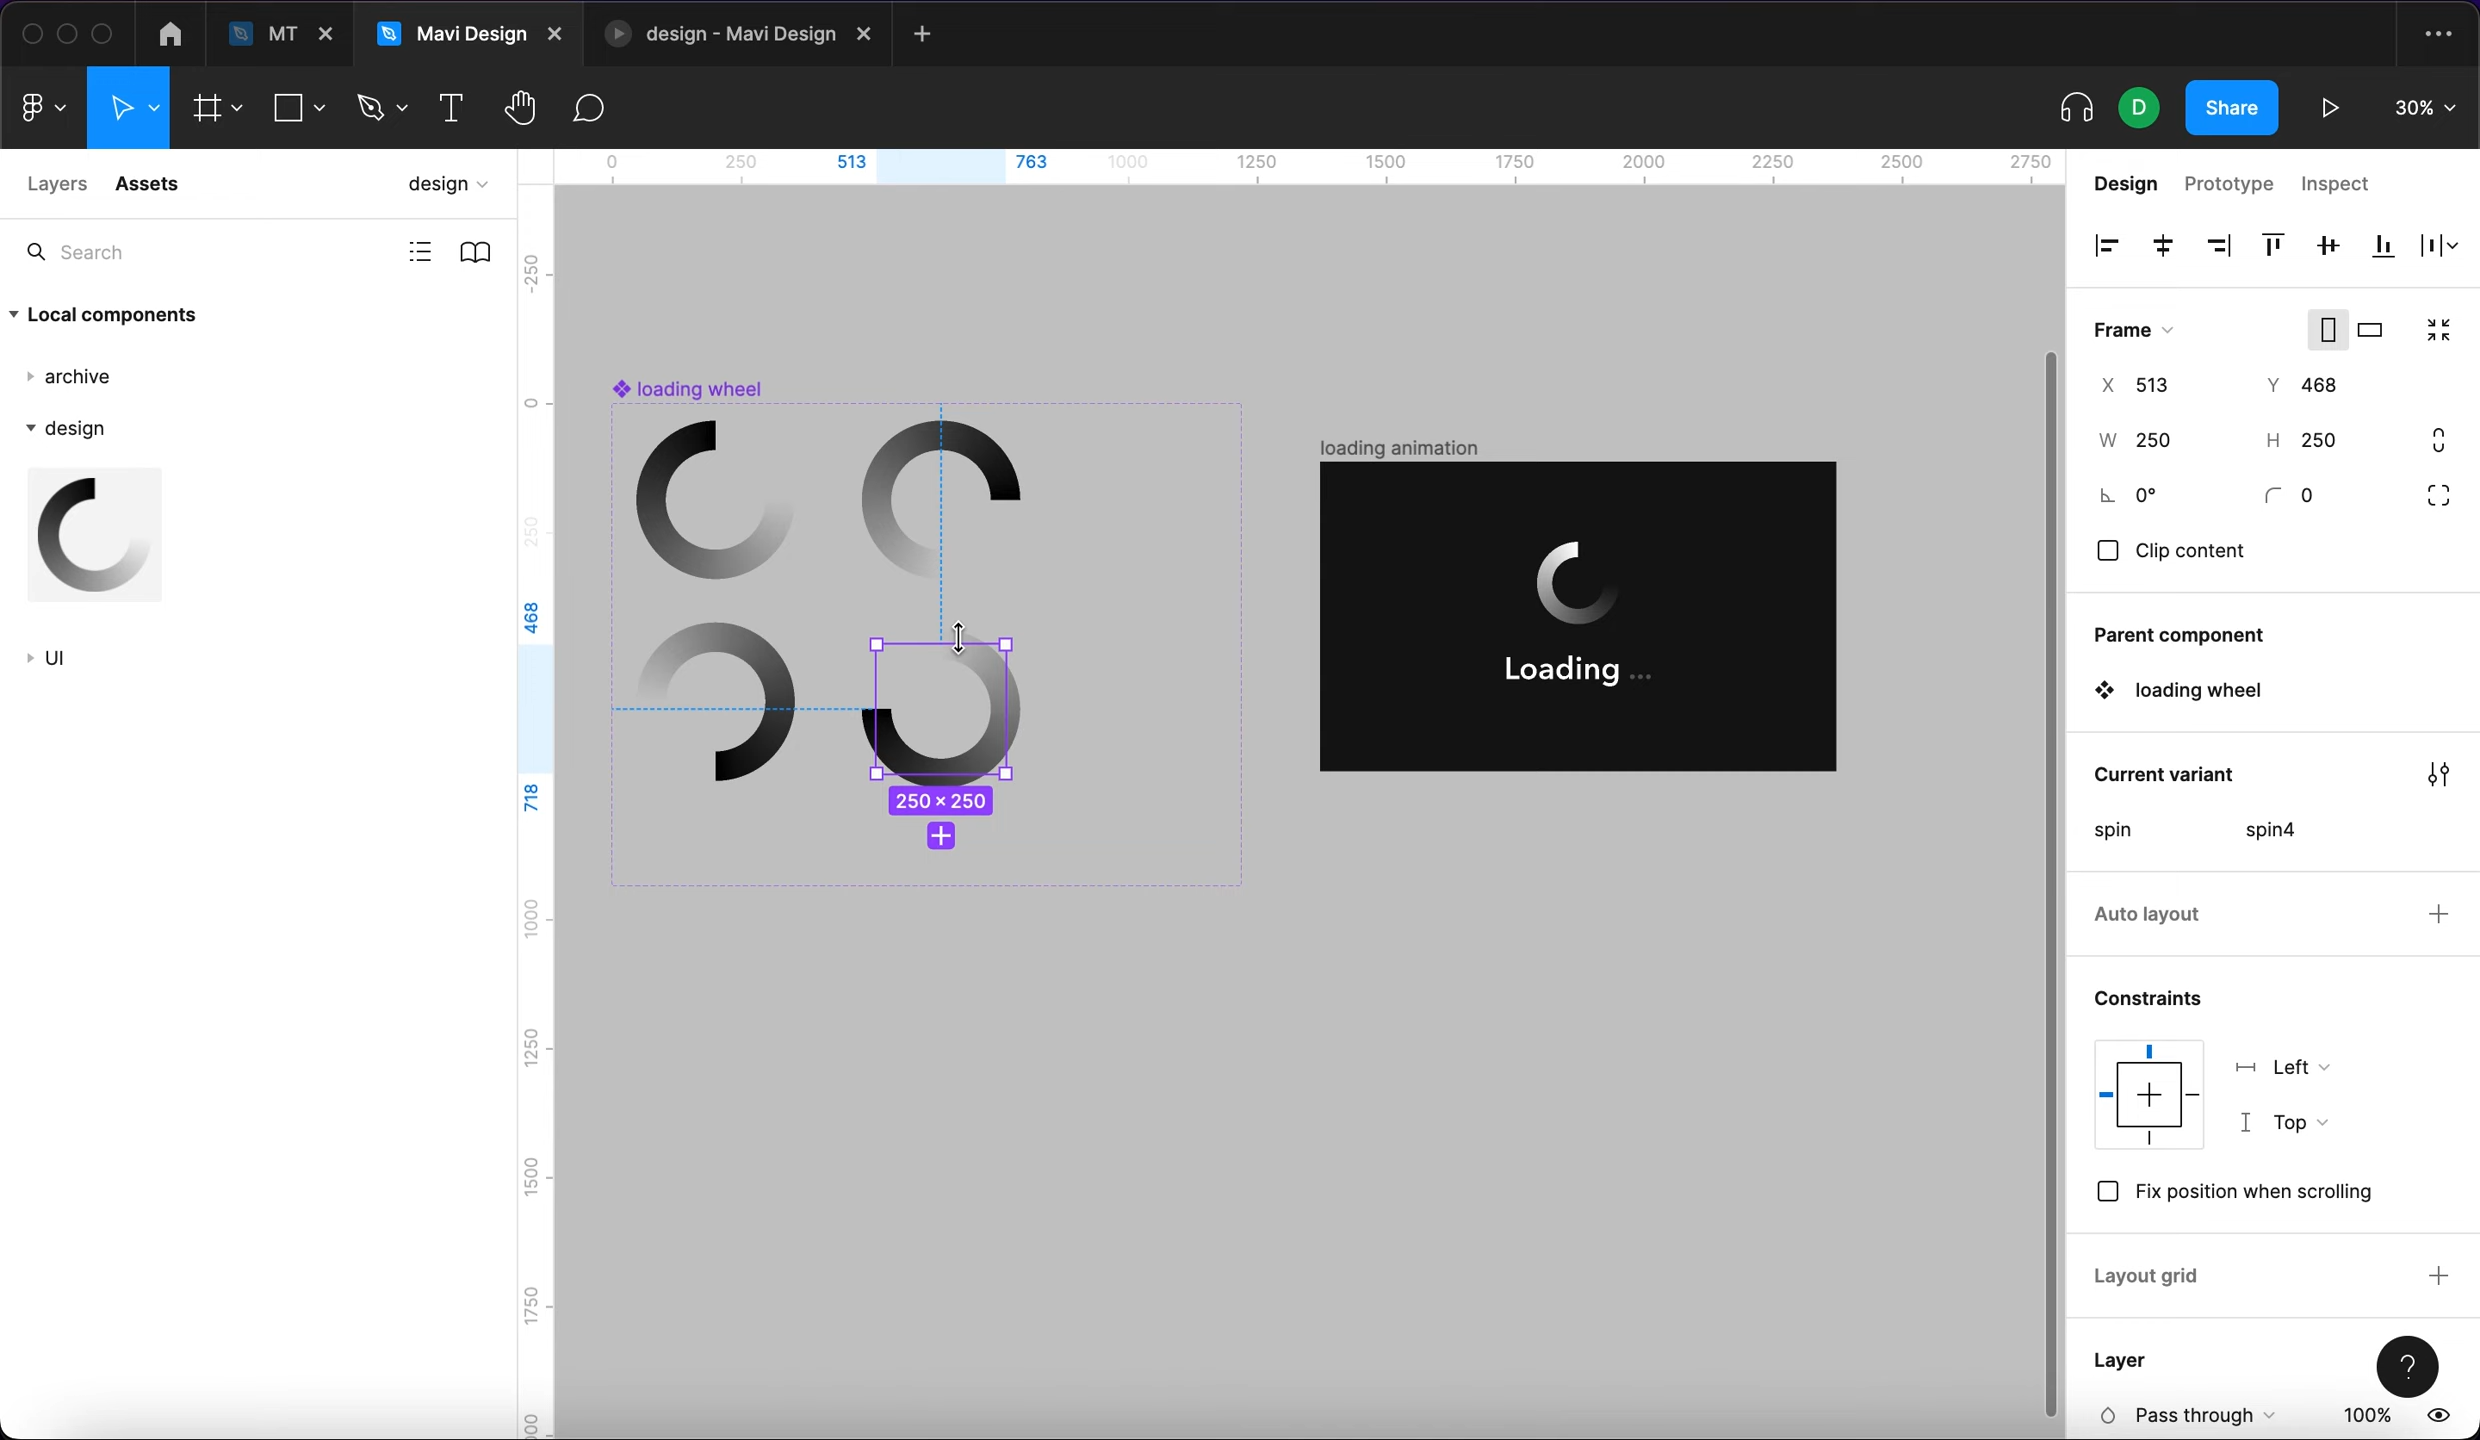 MT
Mavi Design
design - Mavi Design
D
Share
30%
Layers
Assets
design
Search
Local components
archive
design
UI
0
250
513
763
1000
1250
1500
1750
2000
2250
2500
2750
-250
0
250
468
718
1000
1250
1500
1750
loading wheel
250 × 250
loading animation
Loading ...
Design
Prototype
Inspect
Frame
X 513 Y 468
W 250 H 250
0° 0
Clip content
Parent component
loading wheel
Current variant
spin spin4
Auto layout
Constraints
Left
Top
Fix position when scrolling
Layout grid
Layer
?
Pass through 100%